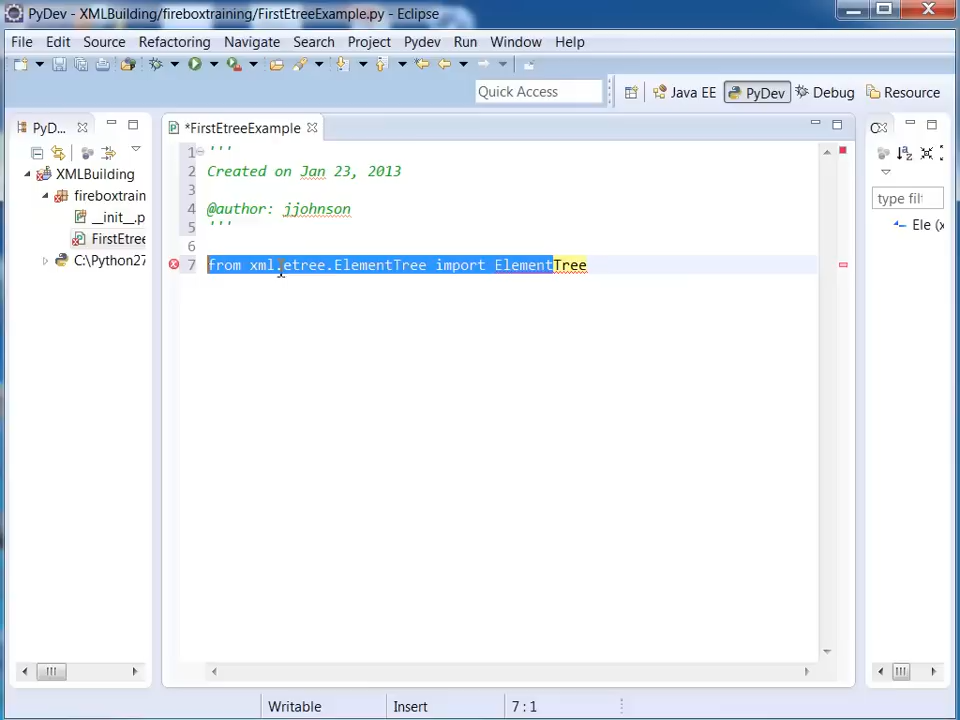 PyDev - XMLBuilding/fireboxtraining/FirstEtreeExample.py - Eclipse
File Edit Source Refactoring Navigate Search Project Pydev Run Window Help
Quick Access Java EE PyDev Debug Resource
PyD... *FirstEtreeExample
XMLBuilding
fireboxtrain
__init__.p
FirstEtree
C:\Python27
1 '''
2 Created on Jan 23, 2013
3
4 @author: jjohnson
5 '''
6
7 from xml.etree.ElementTree import ElementTree
type filt
Ele (x
Writable Insert 7 : 1